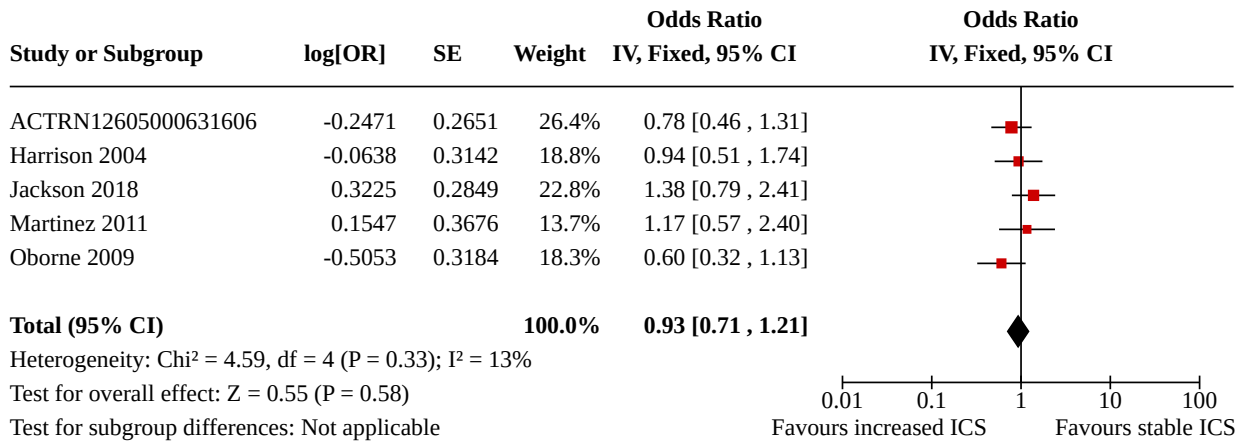 Odds Ratio Odds Ratio
Study or Subgroup log[OR] SE Weight IV, Fixed, 95% CI IV, Fixed, 95% CI
ACTRN12605000631606 -0.2471 0.2651 26.4% 0.78 [0.46 , 1.31]
Harrison 2004 -0.0638 0.3142 18.8% 0.94 [0.51 , 1.74]
Jackson 2018 0.3225 0.2849 22.8% 1.38 [0.79 , 2.41]
Martinez 2011 0.1547 0.3676 13.7% 1.17 [0.57 , 2.40]
Oborne 2009 -0.5053 0.3184 18.3% 0.60 [0.32 , 1.13]
Total (95% CI) 100.0% 0.93 [0.71 , 1.21]
Heterogeneity: Chi² = 4.59, df = 4 (P = 0.33); I² = 13%
Test for overall effect: Z = 0.55 (P = 0.58)
0.01 0.1 1 10 100
Test for subgroup differences: Not applicable Favours increased ICS Favours stable ICS